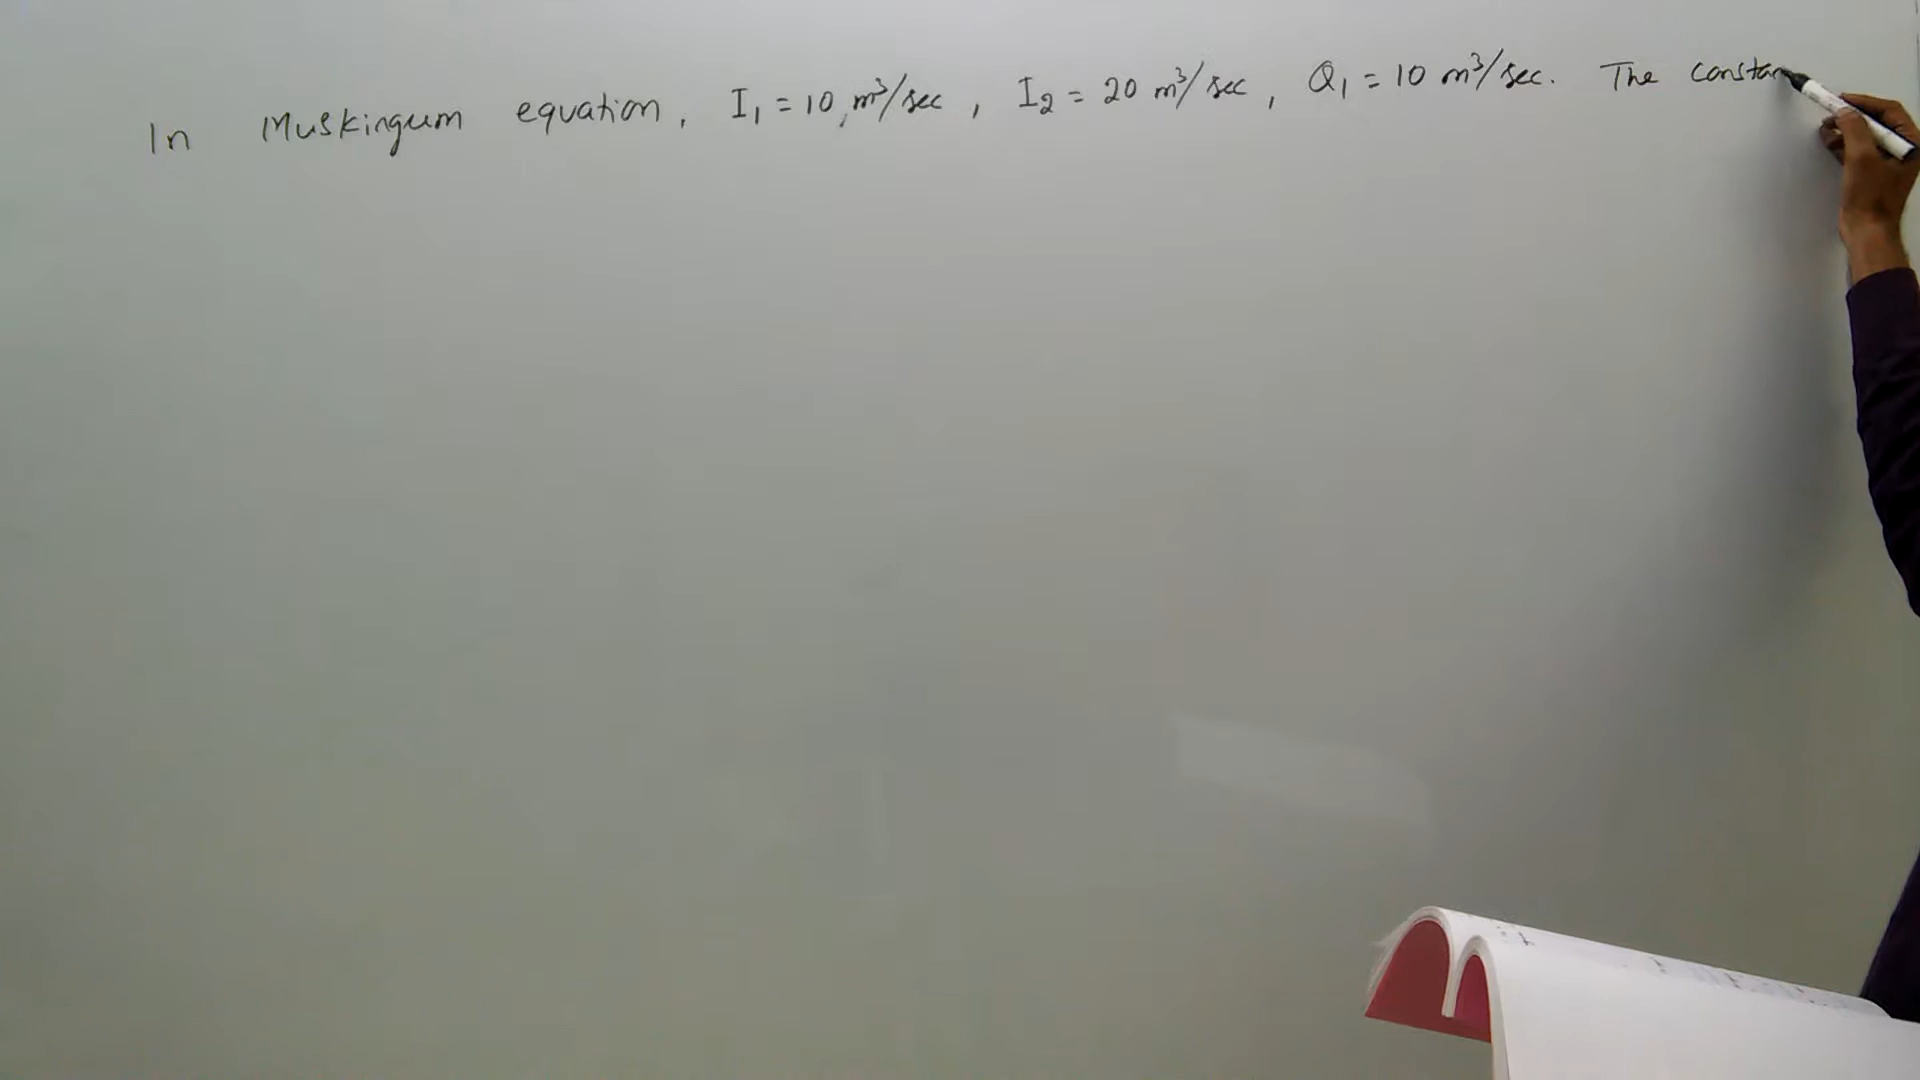 In Muskingum equation, I₁ = 10 m³/sec, I₂ = 20 m³/sec, Q₁ = 10 m³/sec. The constan